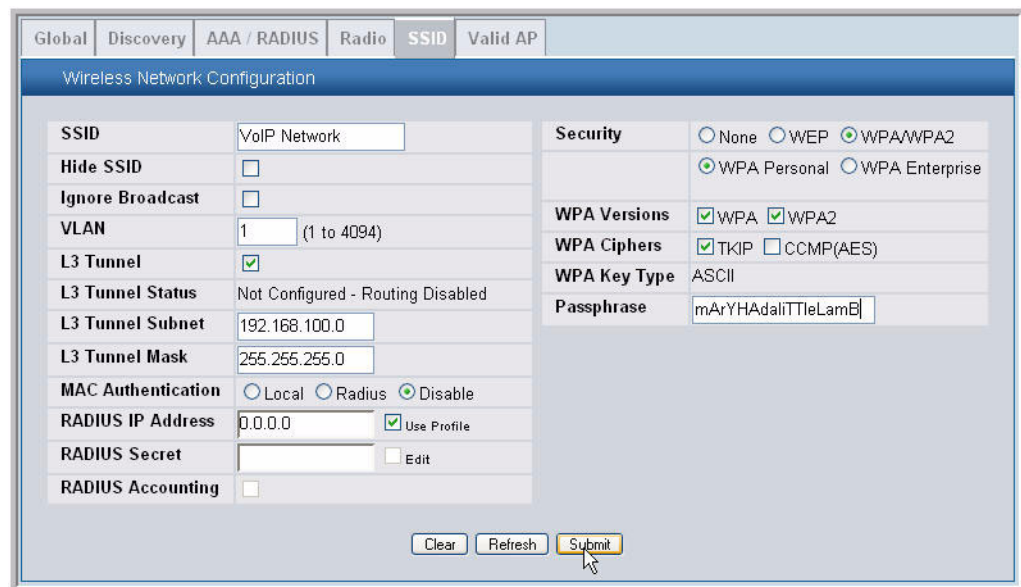 Global Discovery AAA / RADIUS Radio SSID Valid AP
Wireless Network Configuration
SSID VoIP Network
Hide SSID
Ignore Broadcast
VLAN 1 (1 to 4094)
L3 Tunnel
L3 Tunnel Status Not Configured - Routing Disabled
L3 Tunnel Subnet 192.168.100.0
L3 Tunnel Mask 255.255.255.0
MAC Authentication Local Radius Disable
RADIUS IP Address 0.0.0.0 Use Profile
RADIUS Secret Edit
RADIUS Accounting
Security None WEP WPA/WPA2
WPA Personal WPA Enterprise
WPA Versions WPA WPA2
WPA Ciphers TKIP CCMP(AES)
WPA Key Type ASCII
Passphrase mArYHAdaliTTleLamB
Clear Refresh Submit